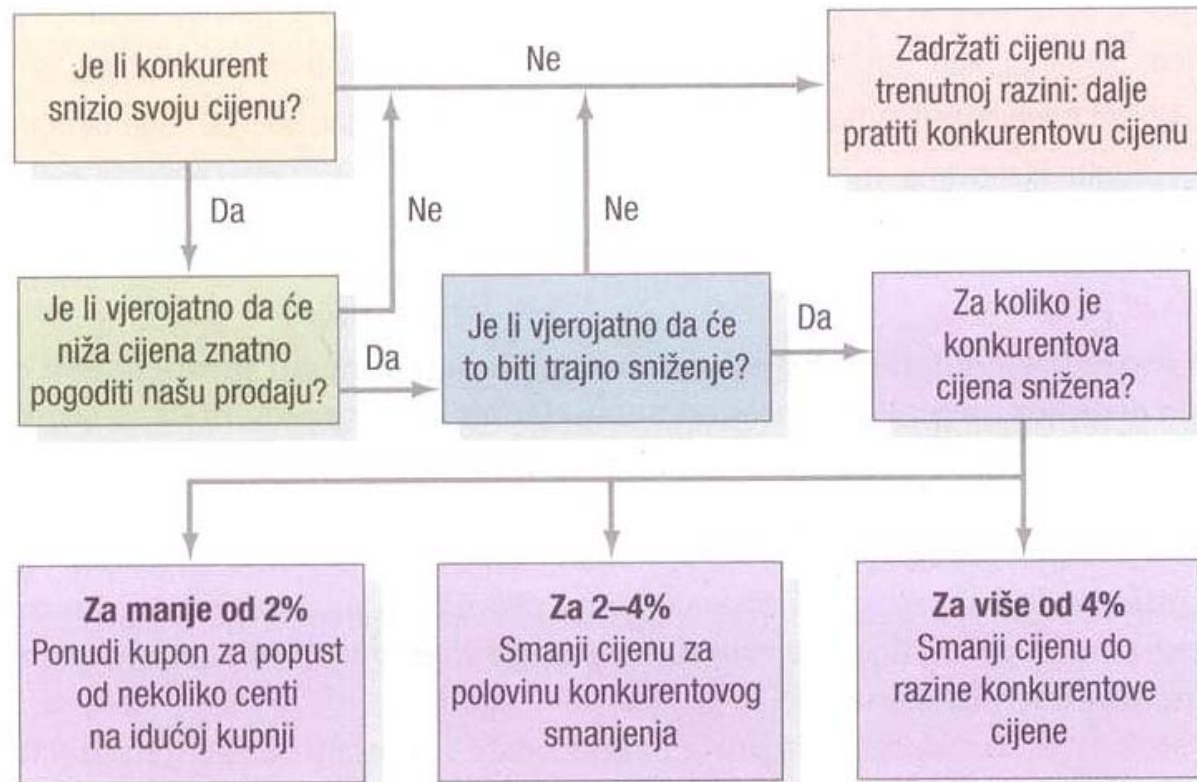 Je li konkurent
snizio svoju cijenu?
Ne
Zadržati cijenu na
trenutnoj razini: dalje
pratiti konkurentovu cijenu
Da
Ne
Ne
Je li vjerojatno da će
niža cijena znatno
pogoditi našu prodaju?
Da
Je li vjerojatno da će
to biti trajno sniženje?
Da
Za koliko je
konkurentova
cijena snižena?
Za manje od 2%
Ponudi kupon za popust
od nekoliko centi
na idućoj kupnji
Za 2–4%
Smanji cijenu za
polovinu konkurentovog
smanjenja
Za više od 4%
Smanji cijenu do
razine konkurentove
cijene